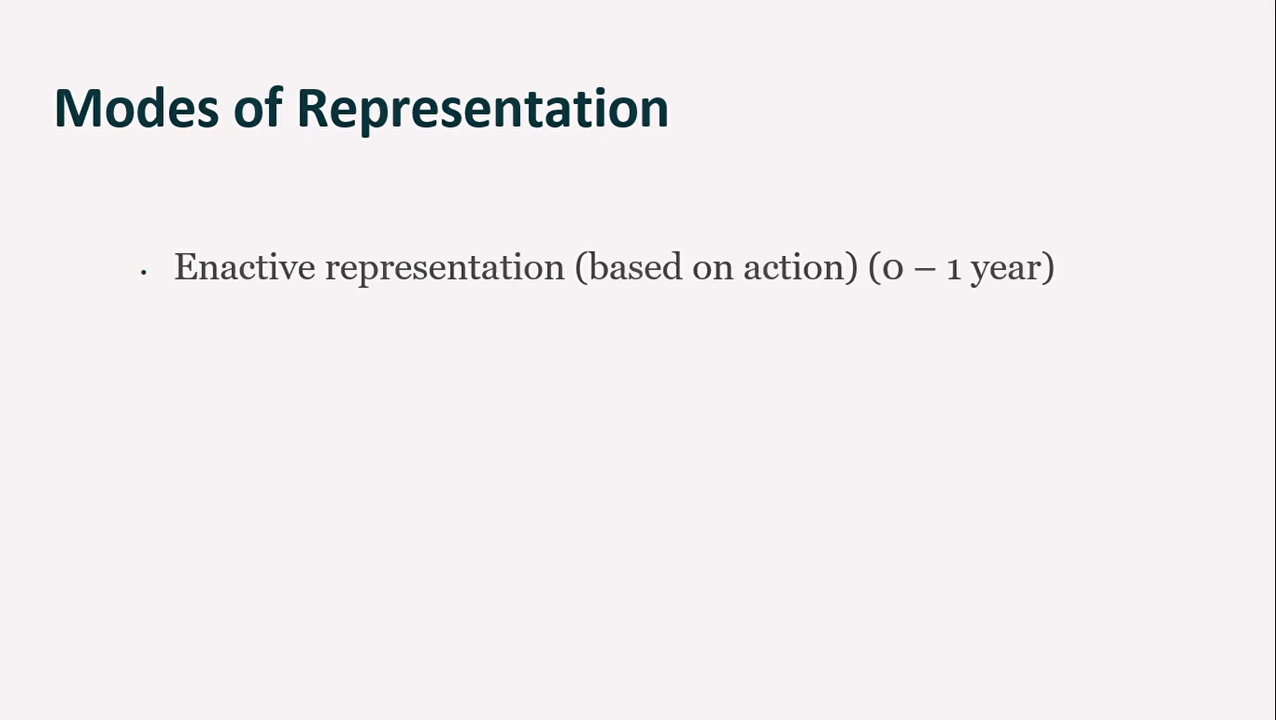 Modes of Representation
· Enactive representation (based on action) (0 – 1 year)